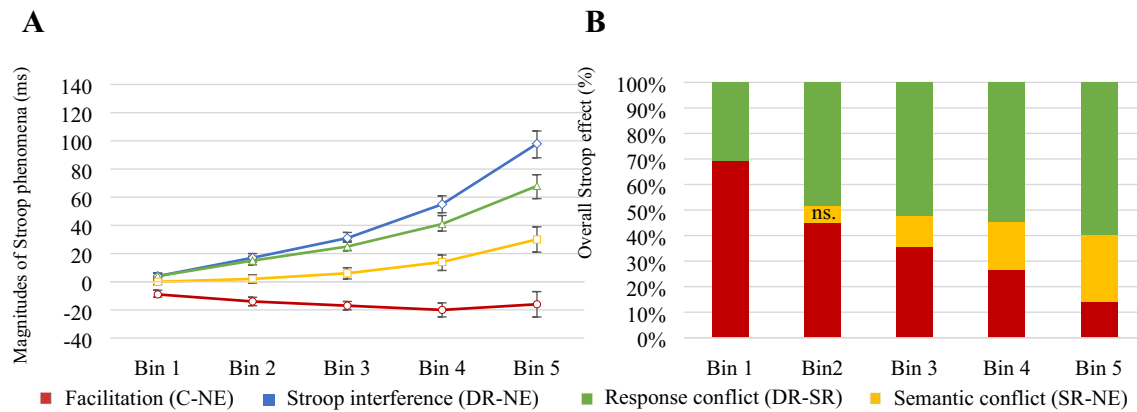 A
Magnitudes of Stroop phenomena (ms)
140
120
100
80
60
40
20
0
-20
-40
Bin 1 Bin 2 Bin 3 Bin 4 Bin 5
B
Overall Stroop effect (%)
100%
90%
80%
70%
60%
50%
40%
30%
20%
10%
0%
ns.
Bin 1 Bin2 Bin 3 Bin 4 Bin 5
Facilitation (C-NE) Stroop interference (DR-NE) Response conflict (DR-SR) Semantic conflict (SR-NE)